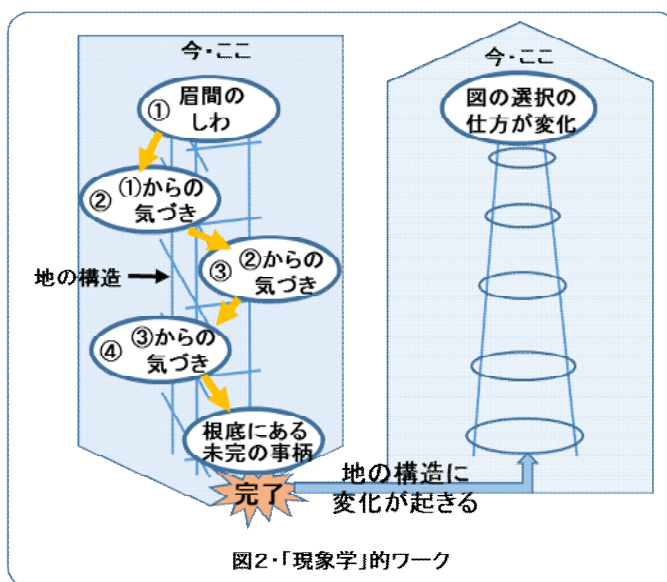 今・ここ
①
眉間の
しわ
②
①からの
気づき
③
②からの
気づき
地の構造
④
③からの
気づき
根底にある
未完の事柄
完了
地の構造に
変化が起きる
今・ここ
図の選択の
仕方が変化
図2・「現象学」的ワーク